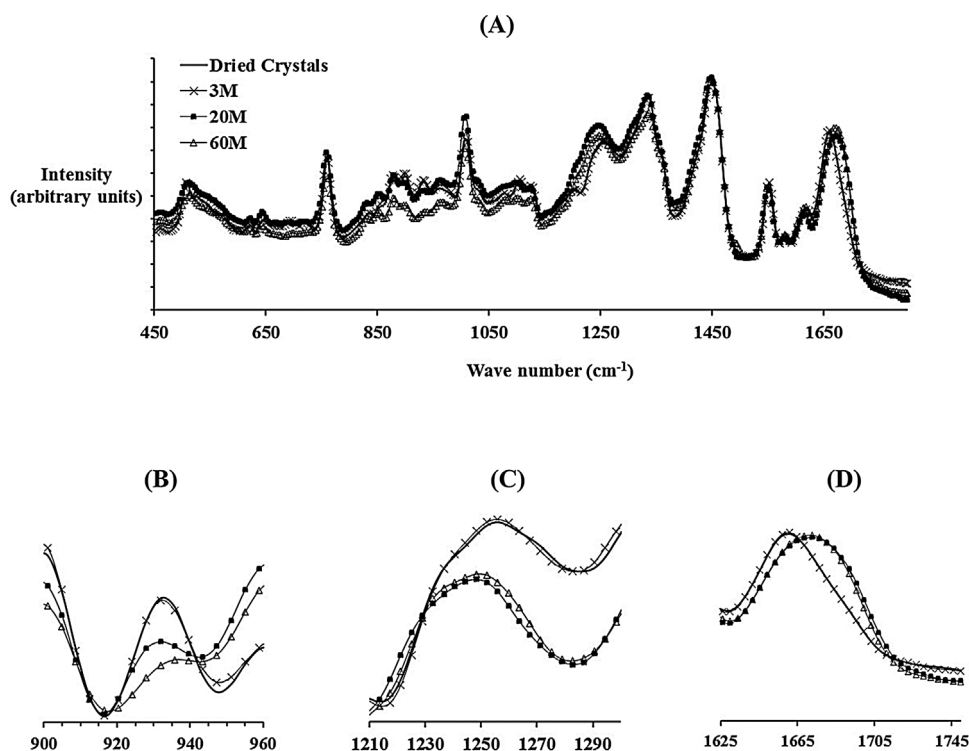 (A)
Dried Crystals
3M
20M
60M
Intensity
(arbitrary units)
450 650 850 1050 1250 1450 1650
Wave number (cm-1)
(B) (C) (D)
900 920 940 960 1210 1230 1250 1270 1290 1625 1665 1705 1745